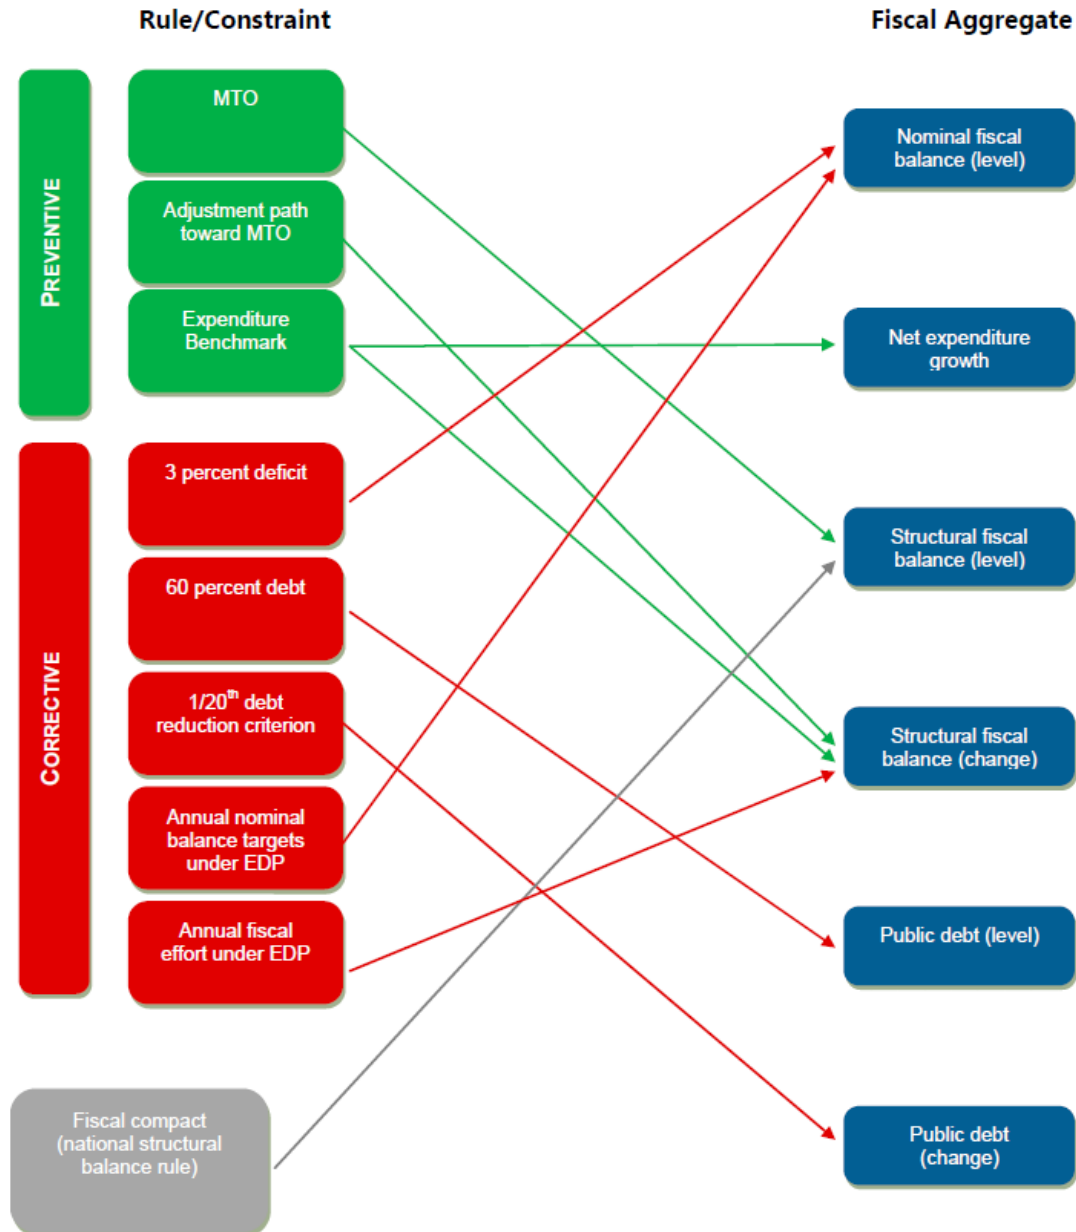 Rule/Constraint
Fiscal Aggregate
PREVENTIVE
MTO
Adjustment path
toward MTO
Expenditure
Benchmark
CORRECTIVE
3 percent deficit
60 percent debt
1/20th debt
reduction criterion
Annual nominal
balance targets
under EDP
Annual fiscal
effort under EDP
Fiscal compact
(national structural
balance rule)
Nominal fiscal
balance (level)
Net expenditure
growth
Structural fiscal
balance (level)
Structural fiscal
balance (change)
Public debt (level)
Public debt
(change)